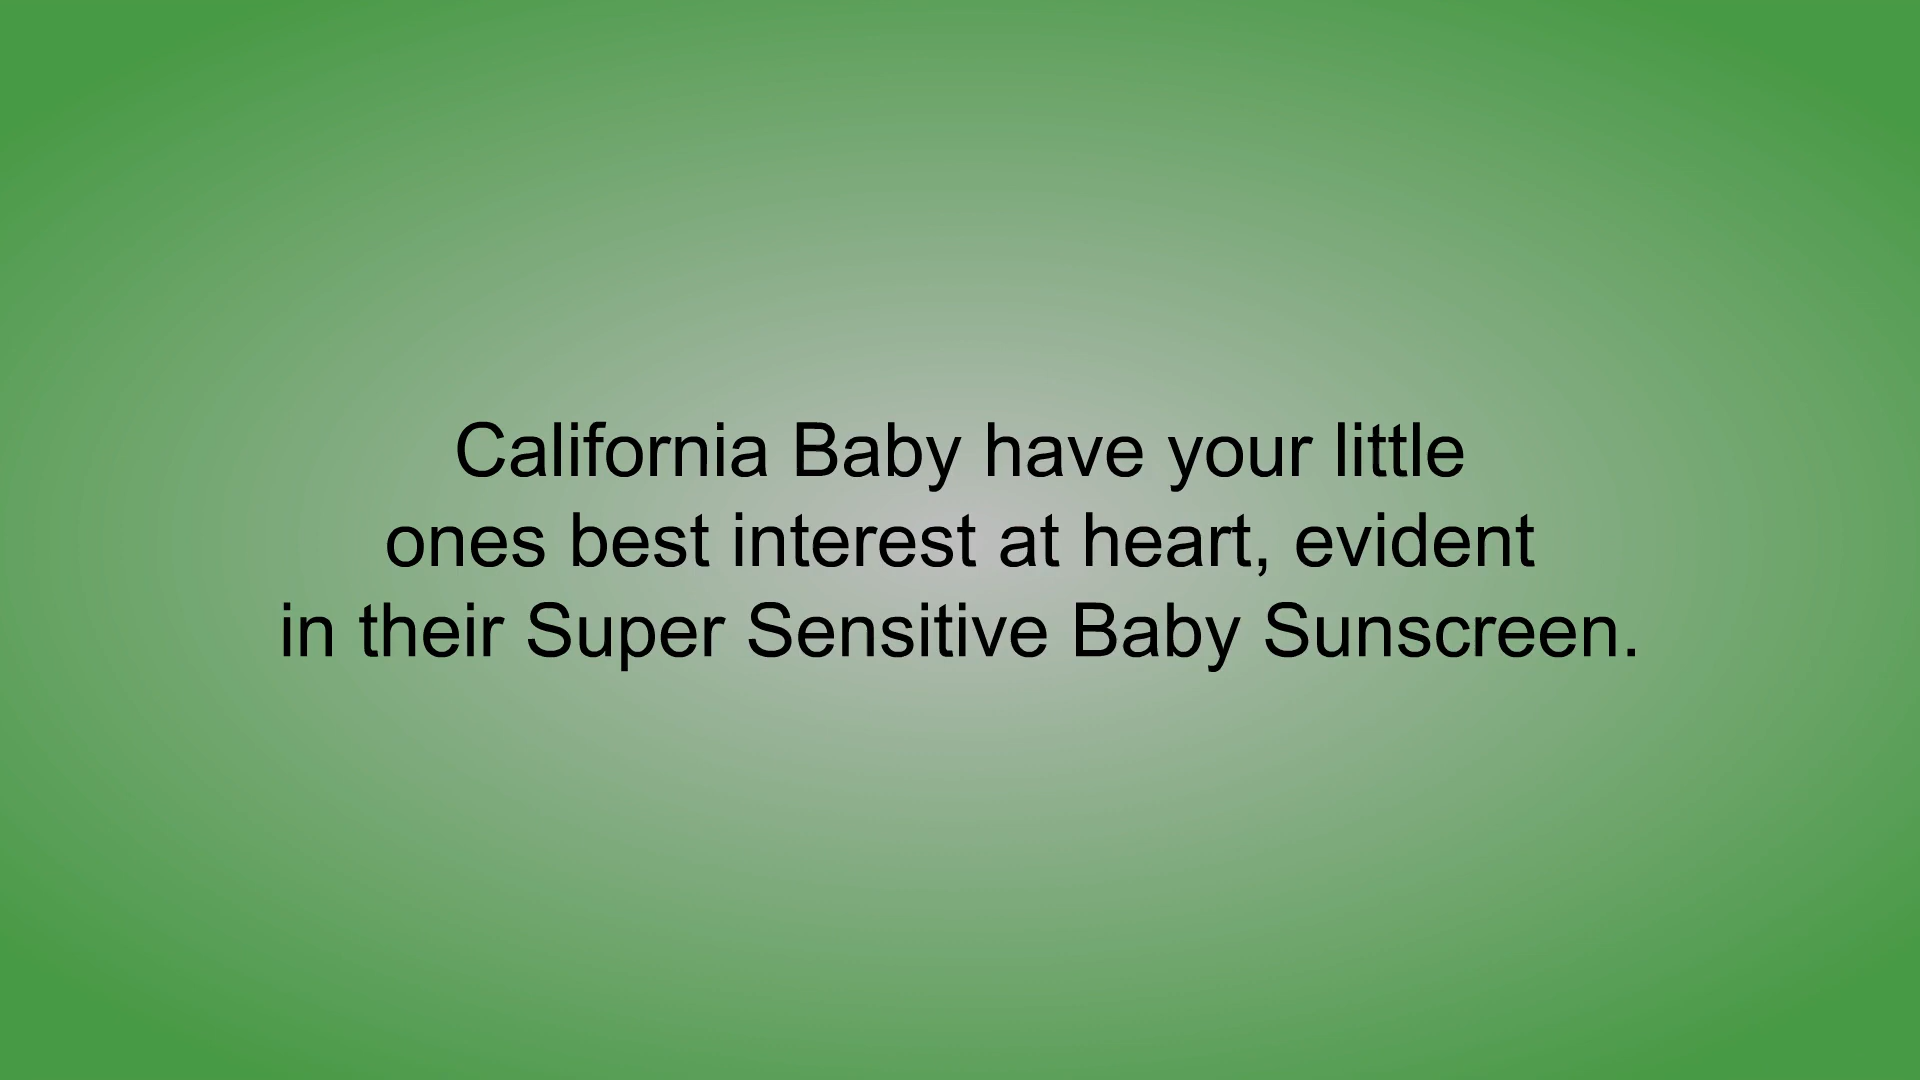 California Baby have your little
ones best interest at heart, evident
in their Super Sensitive Baby Sunscreen.